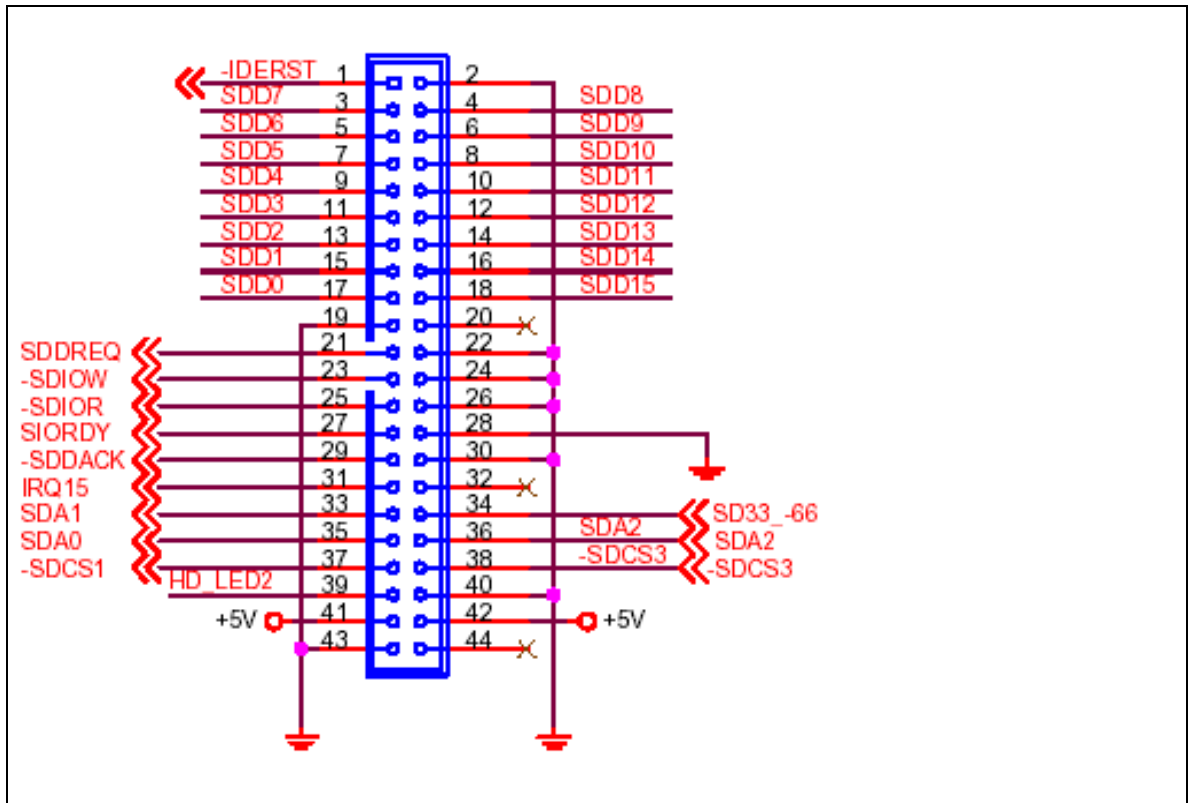 -IDERST 1 2
SDD7 3 4 SDD8
SDD6 5 6 SDD9
SDD5 7 8 SDD10
SDD4 9 10 SDD11
SDD3 11 12 SDD12
SDD2 13 14 SDD13
SDD1 15 16 SDD14
SDD0 17 18 SDD15
19 20
SDDREQ 21 22
-SDIOW 23 24
-SDIOR 25 26
SIORDY 27 28
-SDDACK 29 30
IRQ15 31 32
SDA1 33 34 SD33_-66
SDA0 35 36 SDA2 SDA2
-SDCS1 37 38 -SDCS3 -SDCS3
HD_LED2 39 40
+5V 41 42 +5V
43 44